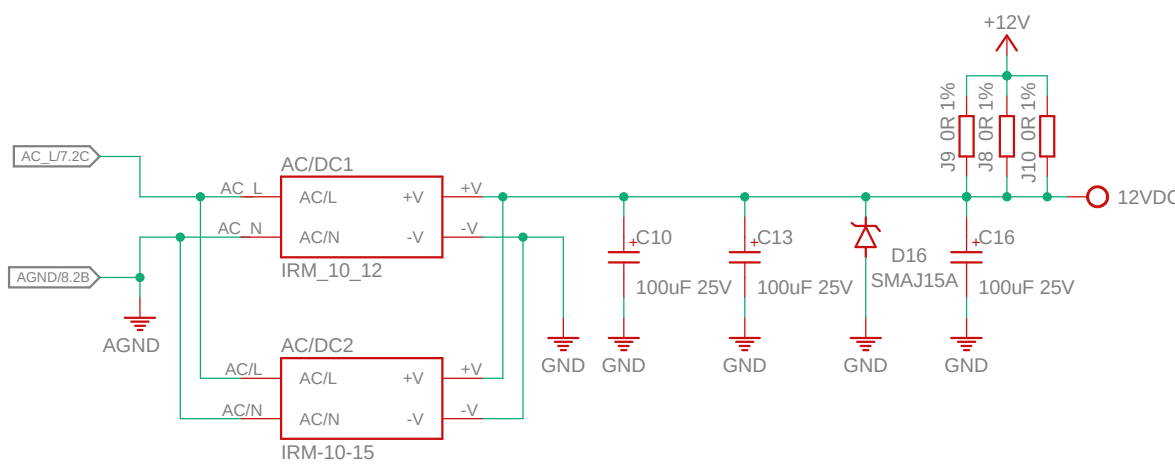 +12V
J9 0R 1%
J8 0R 1%
J10 0R 1%
AC_L/7.2C
AC/DC1
AC_L
AC/L
+V
+V
12VDC
AC_N
AC/N
-V
-V
C10
C13
C16
D16
AGND/8.2B
IRM_10_12
SMAJ15A
100uF 25V
100uF 25V
100uF 25V
AGND
AC/DC2
GND
GND
GND
GND
GND
AC/L
AC/L
+V
+V
AC/N
AC/N
-V
-V
IRM-10-15
+
+
+